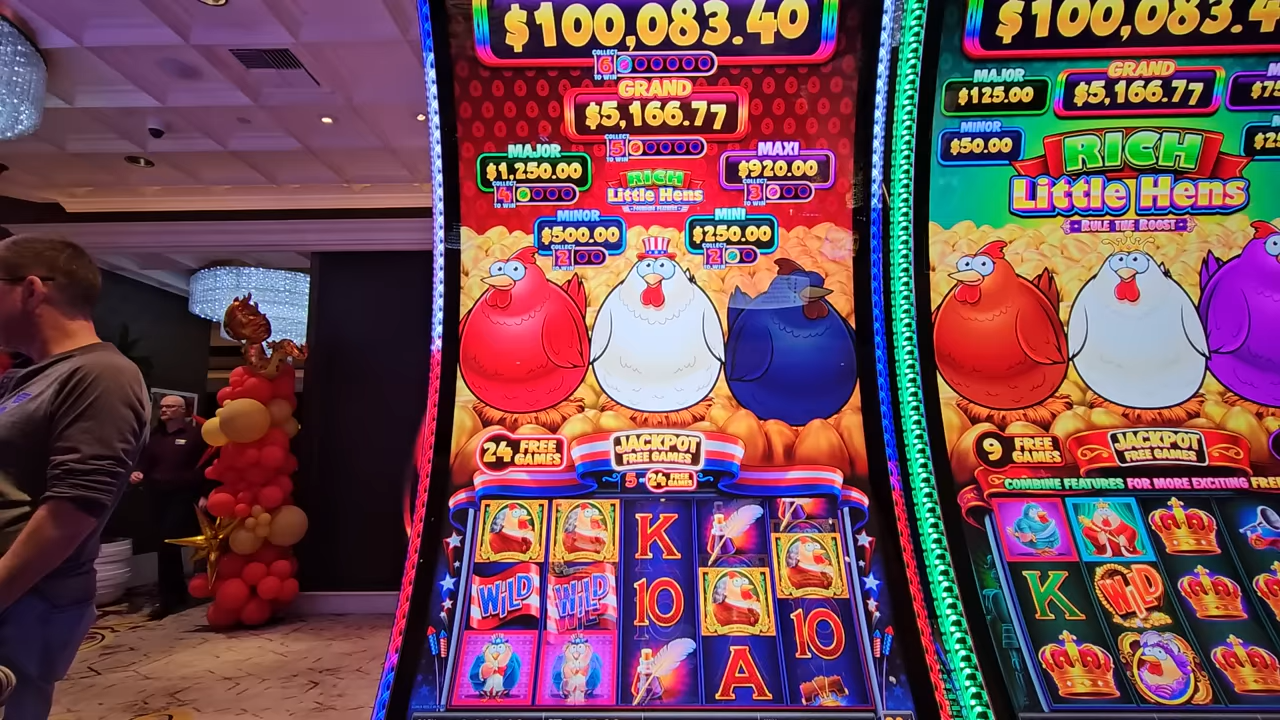 $100,083.40
COLLECT
6
TO WIN
GRAND
$5,166.77
COLLECT
5
TO WIN
MAJOR
$1,250.00
COLLECT
4
TO WIN
MAXI
$920.00
COLLECT
3
TO WIN
RICH
Little Hens
MINOR
$500.00
COLLECT
2
TO WIN
MINI
$250.00
COLLECT
2
TO WIN
24 FREE
GAMES
JACKPOT
FREE GAMES
5 - 24 FREE
GAMES
K
WILD
WILD
10
10
A
$100,083.4
MAJOR
$125.00
GRAND
$5,166.77
MINOR
$50.00
RICH
Little Hens
RULE THE ROOST
9 FREE
GAMES
JACKPOT
FREE GAMES
COMBINE FEATURES FOR MORE EXCITING FREE
K
WILD